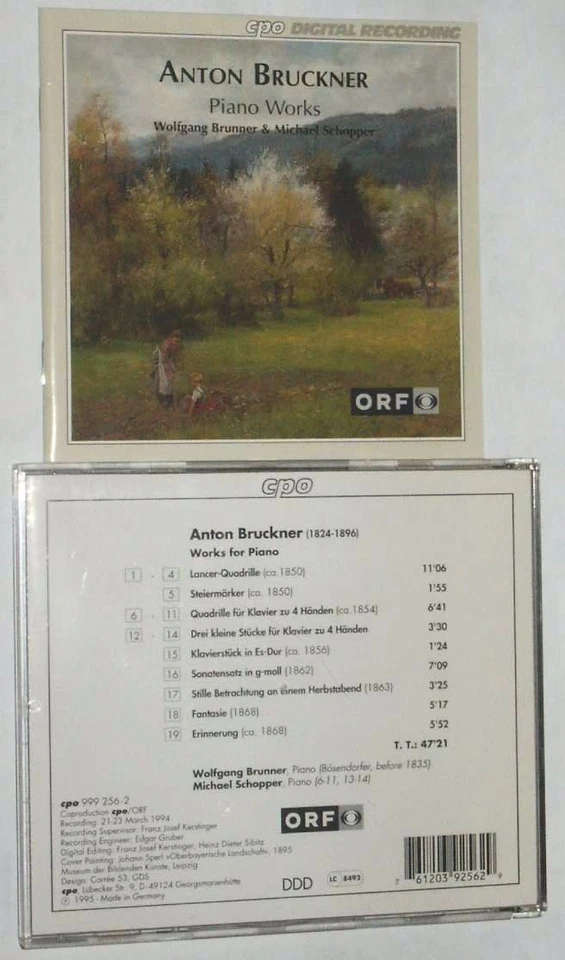 cpo DIGITAL RECORDING
ANTON BRUCKNER
Piano Works
Wolfgang Brunner & Michael Schopper
ORF
cpo
Anton Bruckner (1824-1896)
Works for Piano
1 - 4 Lancer-Quadrille (ca. 1850) 11'06
5 Steiermärker (ca. 1850) 1'55
6 - 11 Quadrille für Klavier zu 4 Händen (ca. 1854) 6'41
12 - 14 Drei kleine Stücke für Klavier zu 4 Händen 3'30
15 Klavierstück in Es-Dur (ca. 1856) 1'24
16 Sonatensatz in g-moll (1862) 7'09
17 Stille Betrachtung an einem Herbstabend (1863) 3'25
18 Fantasie (1868) 5'17
19 Erinnerung (ca. 1868) 5'52
T. T.: 47'21
Wolfgang Brunner, Piano (Bösendorfer, before 1835)
Michael Schopper, Piano (6-11, 13-14)
cpo 999 256-2
Coproduction cpo/ORF
Recording: 21-23 March 1994
Recording Supervisor: Franz Josef Kerstinger
Recording Engineer: Edgar Gruber
Digital Editing: Franz Josef Kerstinger, Heinz Dieter Sibitz
Cover Painting: Johann Sperl »Oberbayerische Landschaft«, 1895
Museum der Bildenden Künste, Leipzig
Design: Carrée 53, GDS
cpo, Lübecker Str. 9, D-49124 Georgsmarienhütte
℗ 1995 - Made in Germany
ORF
DDD
LC 8492
7 61203 92562 9